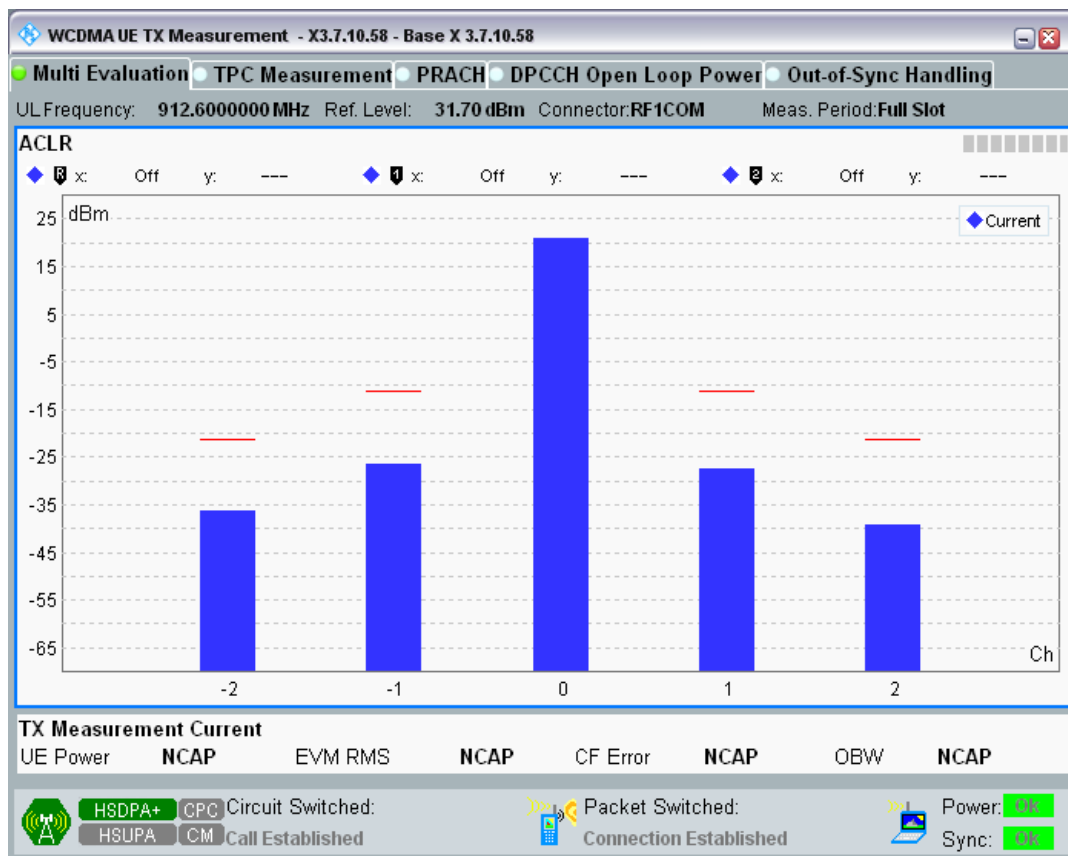 WCDMA UE TX Measurement - X3.7.10.58 - Base X 3.7.10.58
Multi Evaluation TPC Measurement PRACH DPCCH Open Loop Power Out-of-Sync Handling
UL Frequency: 912.6000000 MHz Ref. Level: 31.70 dBm Connector:RF1COM Meas. Period:Full Slot
ACLR
R x: Off y: --- 1 x: Off y: --- 2 x: Off y: ---
dBm
Current
25
15
5
-5
-15
-25
-35
-45
-55
-65
Ch
-2 -1 0 1 2
TX Measurement Current
UE Power NCAP EVM RMS NCAP CF Error NCAP OBW NCAP
HSDPA+ CPC Circuit Switched: Packet Switched: Power: OK
HSUPA CM Call Established Connection Established Sync: OK